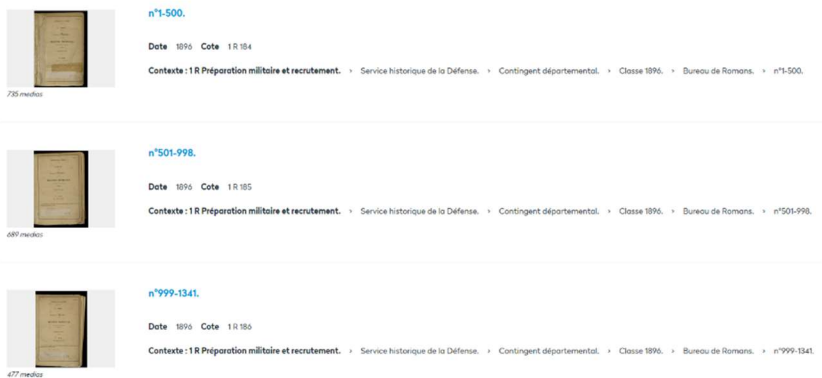 n°1-500.
Date 1896 Cote 1 R 184
Contexte : 1 R Préparation militaire et recrutement. › Service historique de la Défense. › Contingent départemental. › Classe 1896. › Bureau de Romans. › n°1-500.
735 medias
n°501-998.
Date 1896 Cote 1 R 185
Contexte : 1 R Préparation militaire et recrutement. › Service historique de la Défense. › Contingent départemental. › Classe 1896. › Bureau de Romans. › n°501-998.
689 medias
n°999-1341.
Date 1896 Cote 1 R 186
Contexte : 1 R Préparation militaire et recrutement. › Service historique de la Défense. › Contingent départemental. › Classe 1896. › Bureau de Romans. › n°999-1341.
477 medias